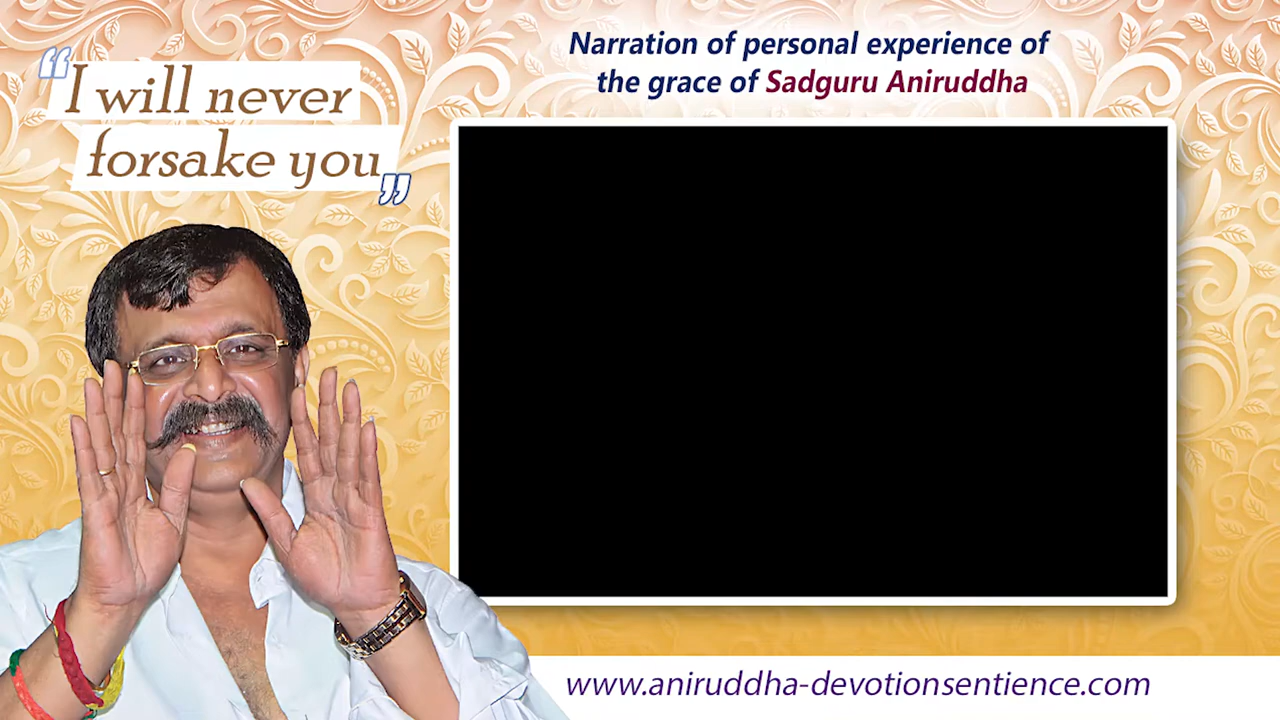 “I will never
forsake you”
Narration of personal experience of
the grace of Sadguru Aniruddha
www.aniruddha-devotionsentience.com